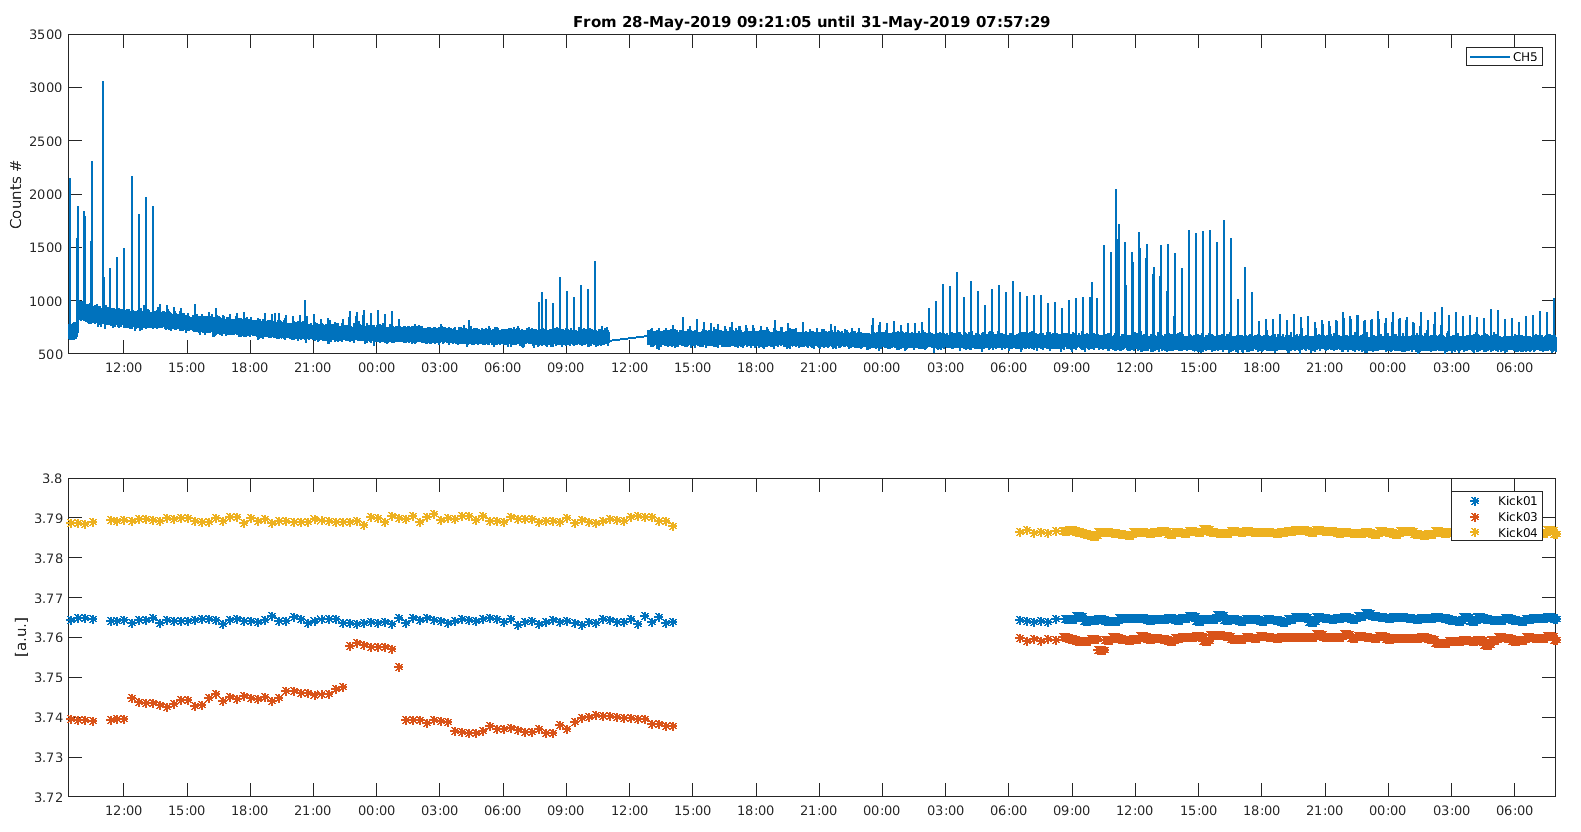 From 28-May-2019 09:21:05 until 31-May-2019 07:57:29
3500
3000
2500
2000
1500
1000
500
Counts #
CH5
12:00 15:00 18:00 21:00 00:00 03:00 06:00 09:00 12:00 15:00 18:00 21:00 00:00 03:00 06:00 09:00 12:00 15:00 18:00 21:00 00:00 03:00 06:00
3.8
3.79
3.78
3.77
3.76
3.75
3.74
3.73
3.72
[a.u.]
Kick01
Kick03
Kick04
12:00 15:00 18:00 21:00 00:00 03:00 06:00 09:00 12:00 15:00 18:00 21:00 00:00 03:00 06:00 09:00 12:00 15:00 18:00 21:00 00:00 03:00 06:00